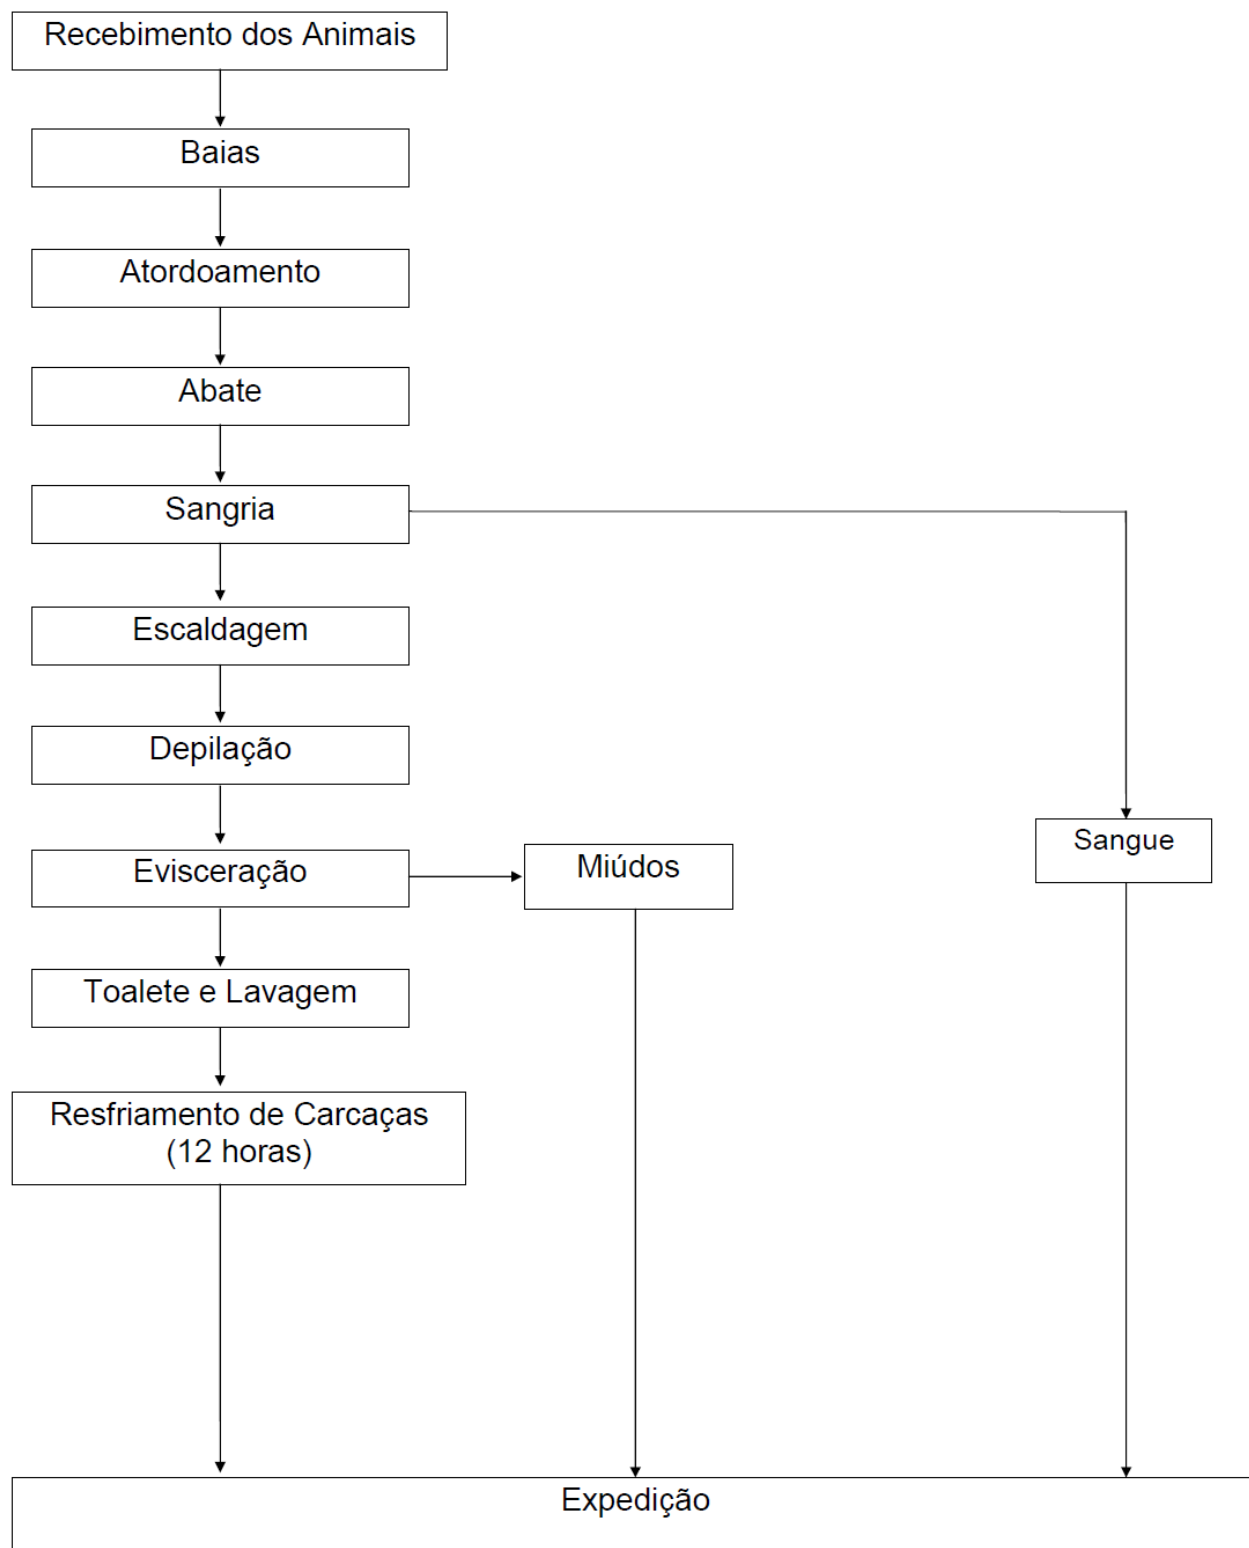 Recebimento dos Animais
Baias
Atordoamento
Abate
Sangria
Escaldagem
Depilação
Evisceração
Miúdos
Sangue
Toalete e Lavagem
Resfriamento de Carcaças
(12 horas)
Expedição